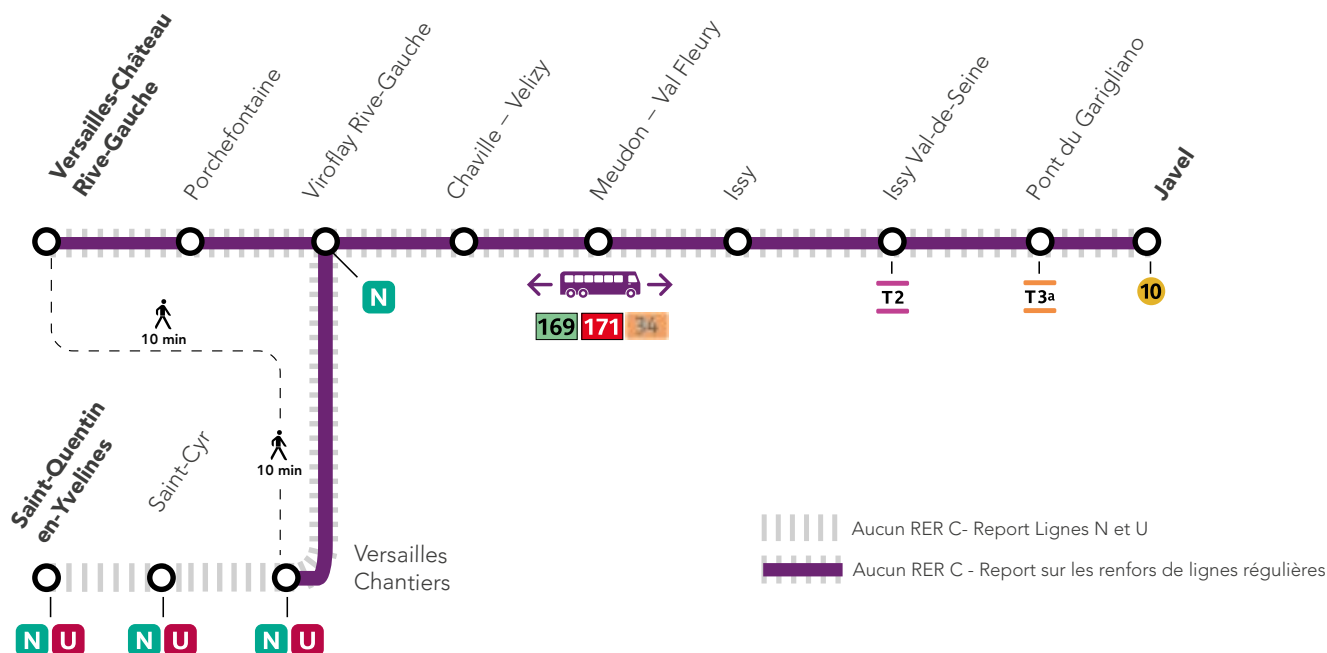 Versailles-Château
Rive-Gauche
Porchefontaine
Viroflay Rive-Gauche
Chaville – Velizy
Meudon – Val Fleury
Issy
Issy Val-de-Seine
Pont du Garigliano
Javel
N
T2
T3a
10
10 min
169 171
10 min
Saint-Quentin
en-Yvelines
Saint-Cyr
Versailles
Chantiers
N U
N U
N U
Aucun RER C- Report Lignes N et U
Aucun RER C - Report sur les renfors de lignes régulières